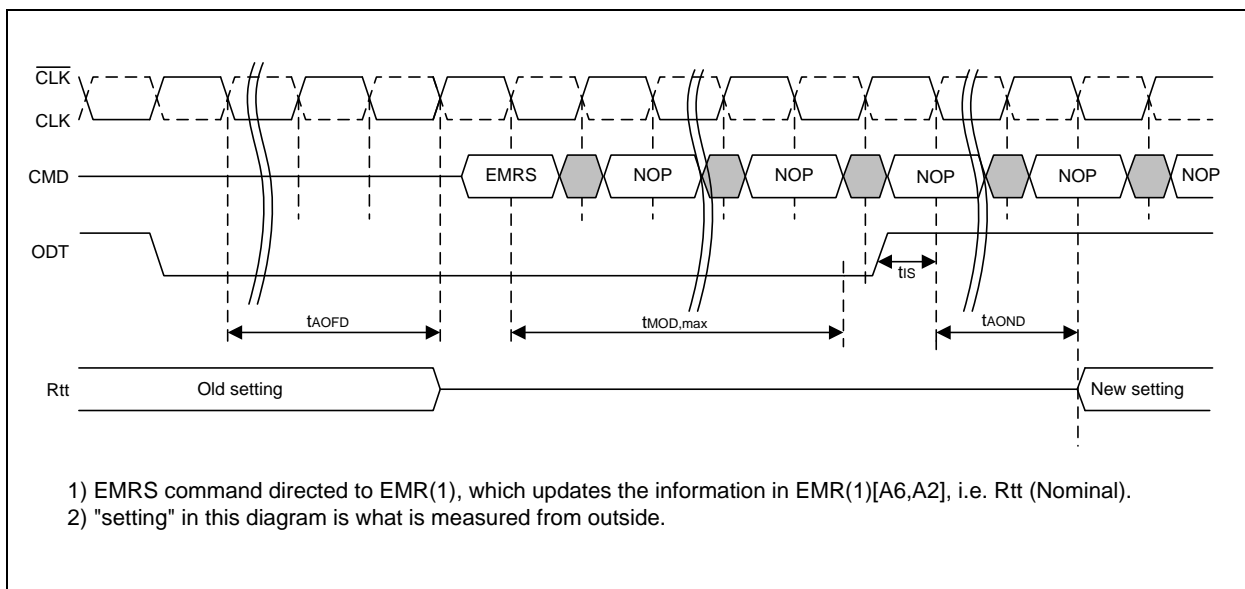 CLK
CLK
CMD EMRS NOP NOP NOP NOP NOP
ODT
tIS
tAOFD tMOD,max tAOND
Rtt Old setting New setting
1) EMRS command directed to EMR(1), which updates the information in EMR(1)[A6,A2], i.e. Rtt (Nominal).
2) "setting" in this diagram is what is measured from outside.